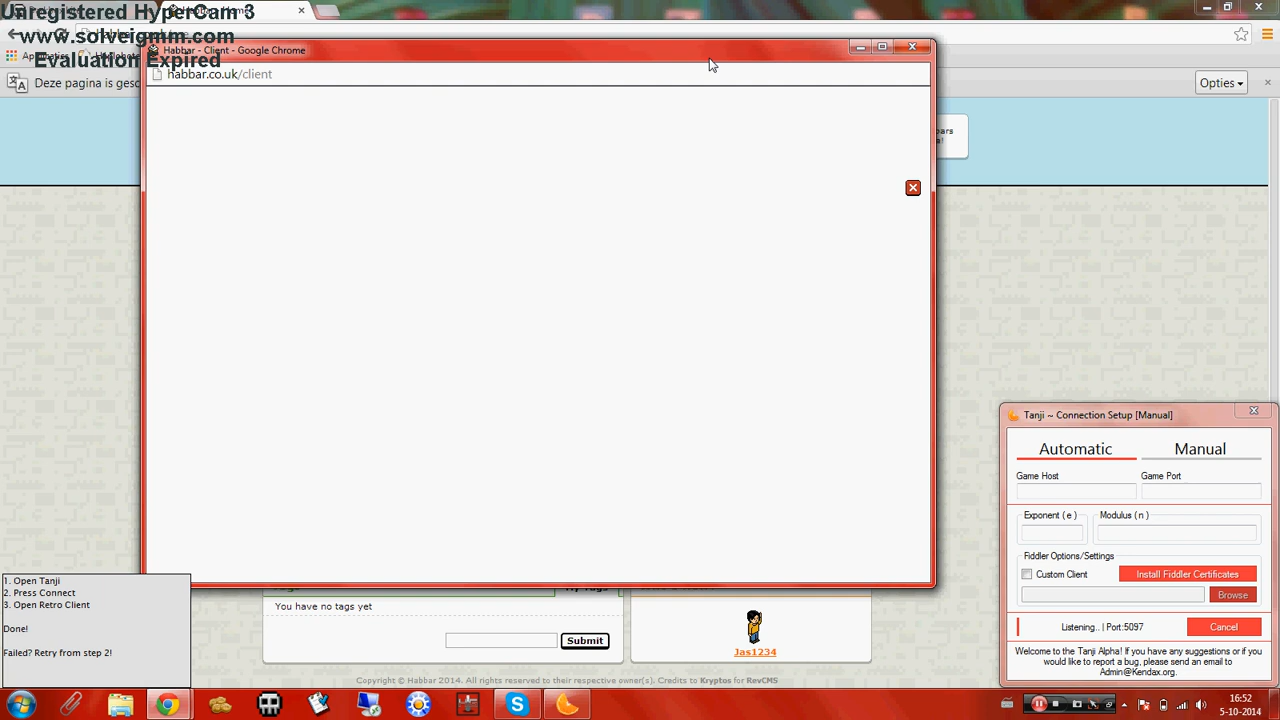 Unregistered HyperCam 3
www.solveigmm.com
Evaluation Expired
Habbar - Client - Google Chrome
habbar.co.uk/client
Deze pagina is gesc
Opties
Tanji ~ Connection Setup [Manual]
Automatic
Manual
Game Host
Game Port
Exponent ( e )
Modulus ( n )
Fiddler Options/Settings
Custom Client
Install Fiddler Certificates
Browse
Listening.. | Port:5097
Cancel
Welcome to the Tanji Alpha! If you have any suggestions or if you
would like to report a bug, please send an email to
Admin@Kendax.org.
1. Open Tanji
2. Press Connect
3. Open Retro Client
Done!
Failed? Retry from step 2!
You have no tags yet
Submit
Jas1234
Copyright © Habbar 2014. All rights reserved to their respective owner(s). Credits to Kryptos for RevCMS
16:52
5-10-2014